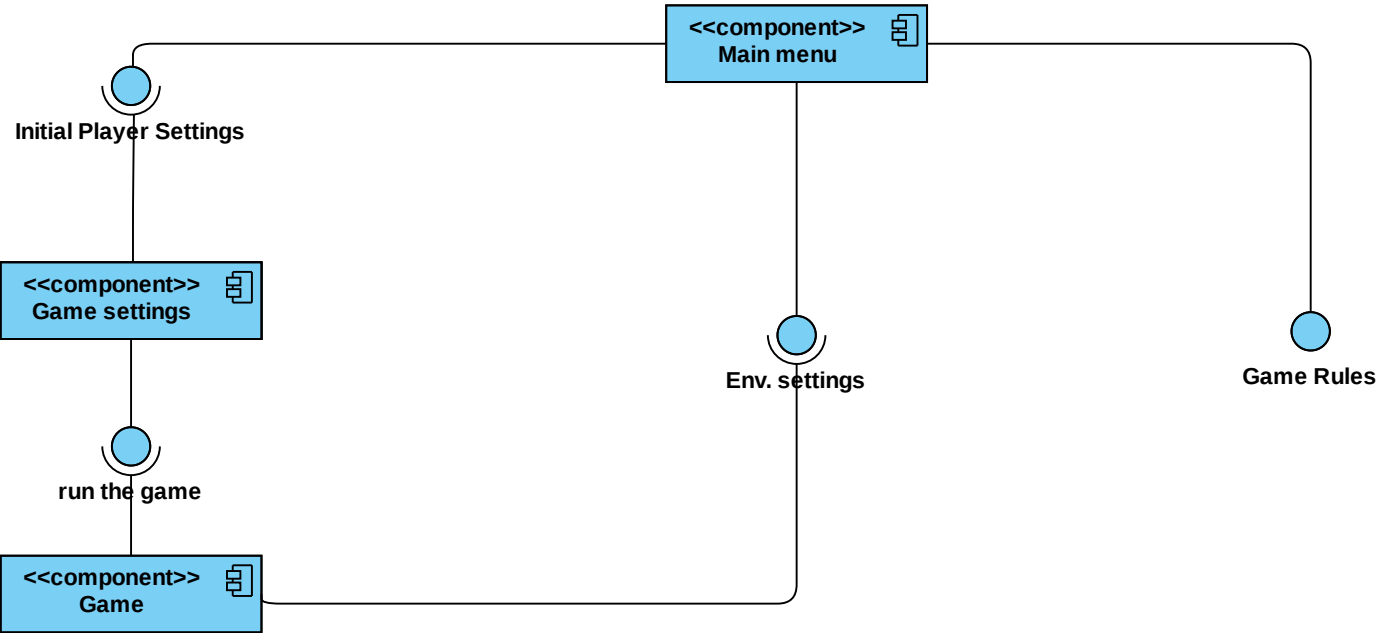 <<component>>
Main menu
Initial Player Settings
<<component>>
Game settings
Env. settings
Game Rules
run the game
<<component>>
Game